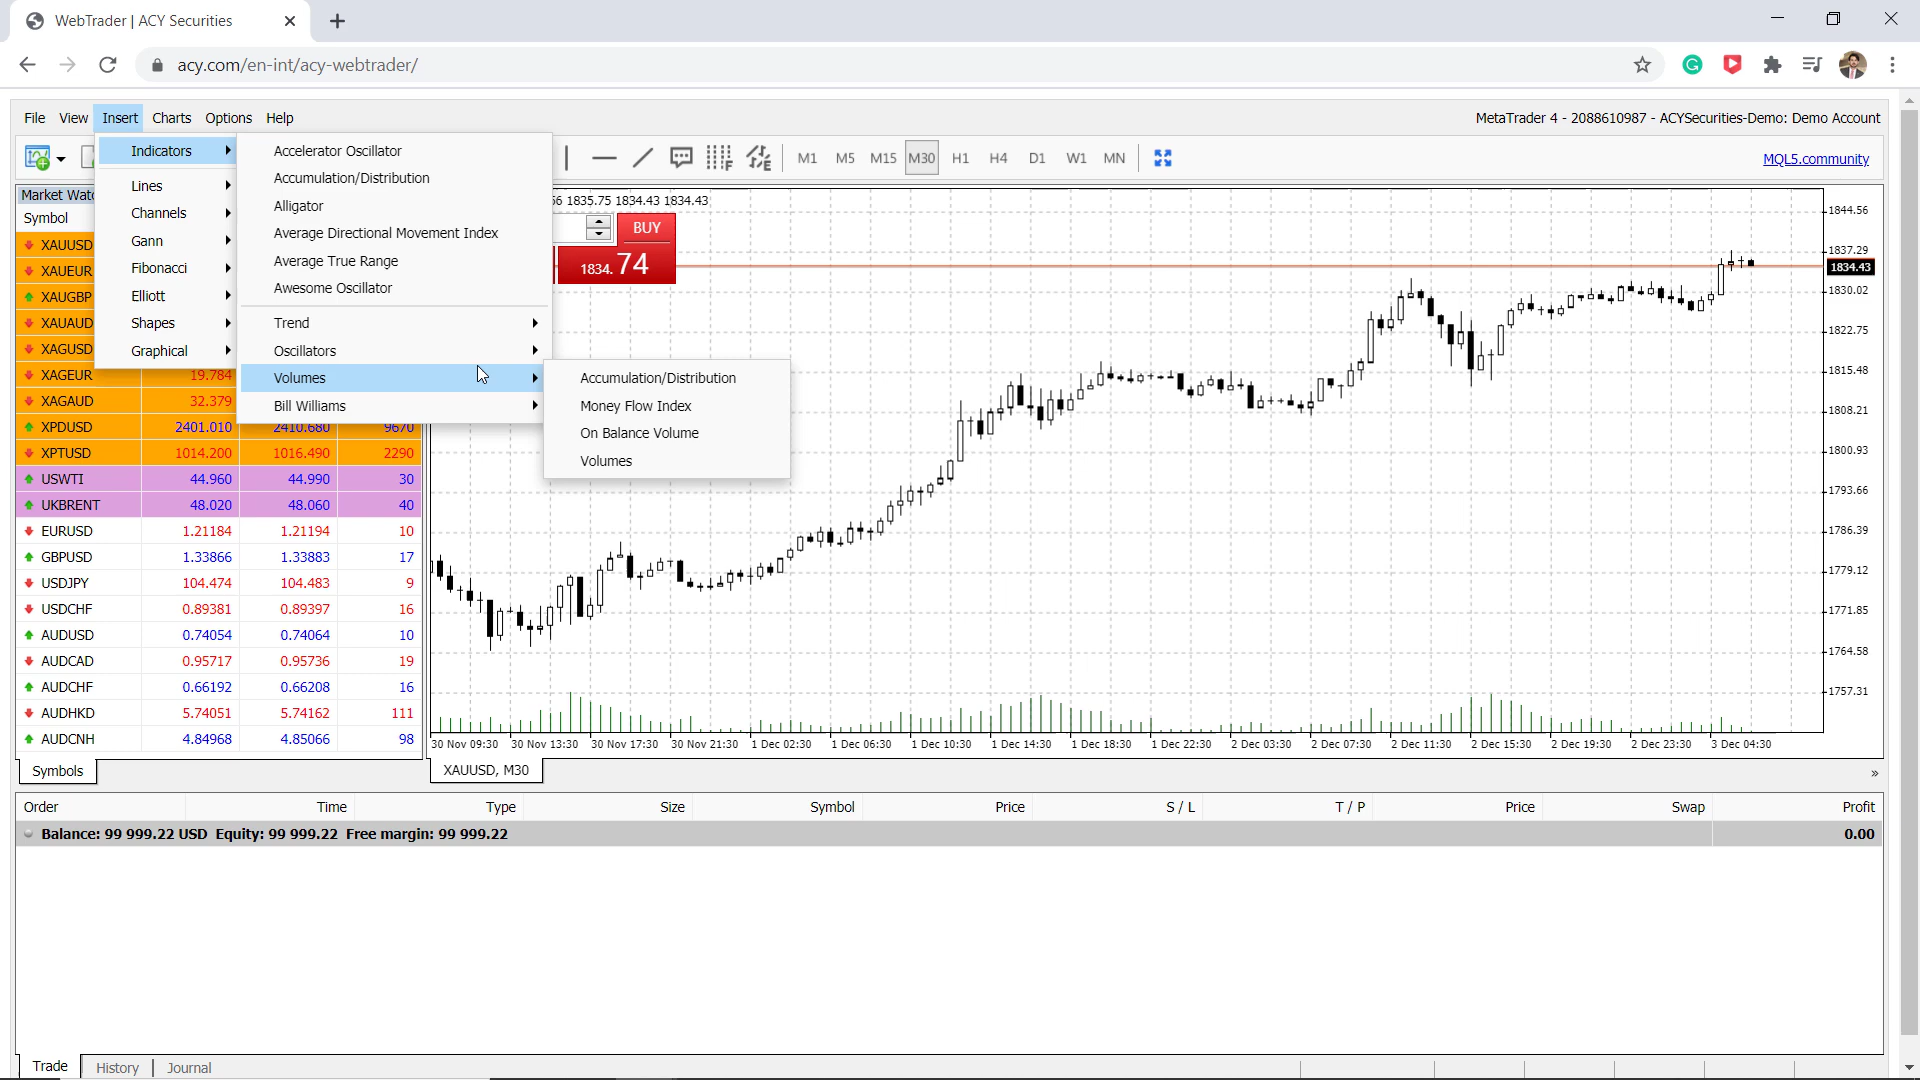 WebTrader | ACY Securities
acy.com/en-int/acy-webtrader/
File View Insert Charts Options Help
MetaTrader 4 - 2088610987 - ACYSecurities-Demo: Demo Account
M1 M5 M15 M30 H1 H4 D1 W1 MN
MQL5.community
Indicators
Lines
Channels
Gann
Fibonacci
Elliott
Shapes
Graphical
Accelerator Oscillator
Accumulation/Distribution
Alligator
Average Directional Movement Index
Average True Range
Awesome Oscillator
Trend
Oscillators
Volumes
Bill Williams
Accumulation/Distribution
Money Flow Index
On Balance Volume
Volumes
1835.75 1834.43 1834.43
BUY
1834. 74
Symbol
XAUUSD
XAUEUR
XAUGBP
XAUAUD
XAGUSD
XAGEUR 19.784
XAGAUD 32.379
XPDUSD 2401.010 2410.680 9670
XPTUSD 1014.200 1016.490 2290
USWTI 44.960 44.990 30
UKBRENT 48.020 48.060 40
EURUSD 1.21184 1.21194 10
GBPUSD 1.33866 1.33883 17
USDJPY 104.474 104.483 9
USDCHF 0.89381 0.89397 16
AUDUSD 0.74054 0.74064 10
AUDCAD 0.95717 0.95736 19
AUDCHF 0.66192 0.66208 16
AUDHKD 5.74051 5.74162 111
AUDCNH 4.84968 4.85066 98
Symbols
1844.56
1837.29
1834.43
1830.02
1822.75
1815.48
1808.21
1800.93
1793.66
1786.39
1779.12
1771.85
1764.58
1757.31
30 Nov 09:30 30 Nov 13:30 30 Nov 17:30 30 Nov 21:30 1 Dec 02:30 1 Dec 06:30 1 Dec 10:30 1 Dec 14:30 1 Dec 18:30 1 Dec 22:30 2 Dec 03:30 2 Dec 07:30 2 Dec 11:30 2 Dec 15:30 2 Dec 19:30 2 Dec 23:30 3 Dec 04:30
XAUUSD, M30
Order Time Type Size Symbol Price S / L T / P Price Swap Profit
Balance: 99 999.22 USD Equity: 99 999.22 Free margin: 99 999.22 0.00
Trade History Journal